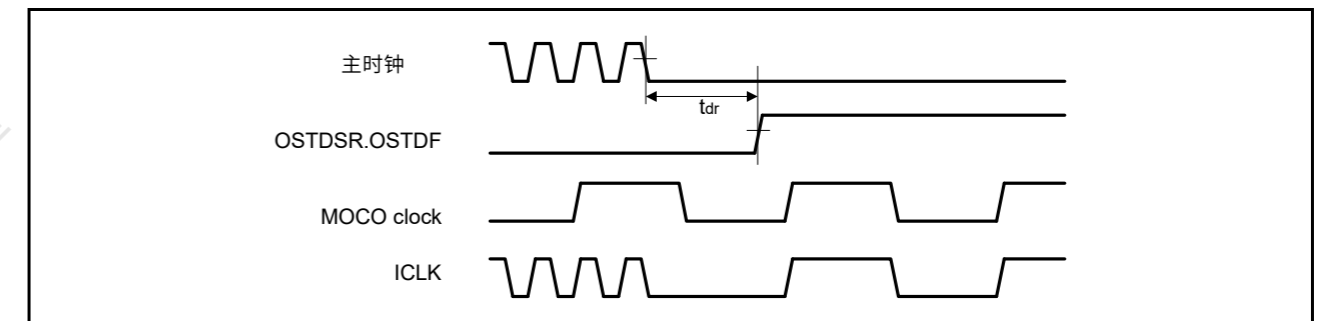 主时钟
tdr
OSTDSR.OSTDF
MOCO clock
ICLK